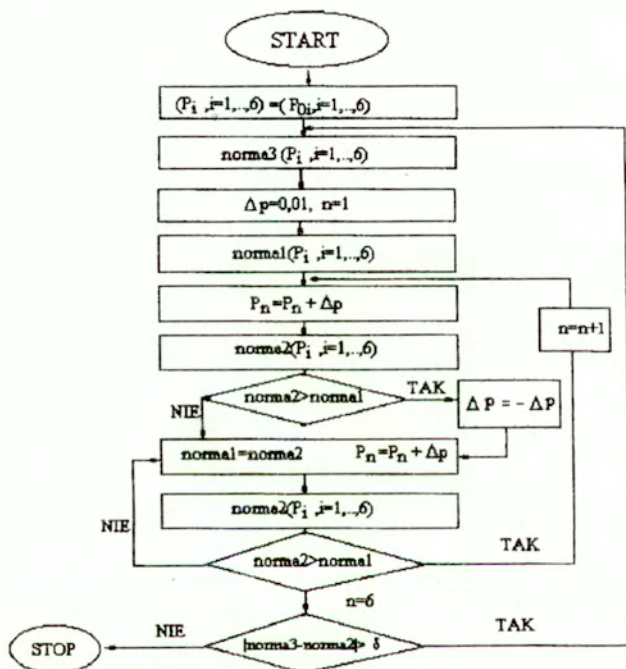 START
(P_i ,i=1,..,6) =( P_0i,i=1,..,6)
norma3 (P_i ,i=1,..,6)
Δp=0,01, n=1
norma1(P_i ,i=1,..,6)
P_n=P_n + Δp
n=n+1
norma2(P_i ,i=1,..,6)
norma2>norma1
TAK
NIE
Δ P = - Δ P
norma1=norma2 P_n=P_n + Δp
norma2(P_i ,i=1,..,6)
NIE
norma2>norma1
TAK
n=6
STOP
NIE
|norma3-norma2|> δ
TAK